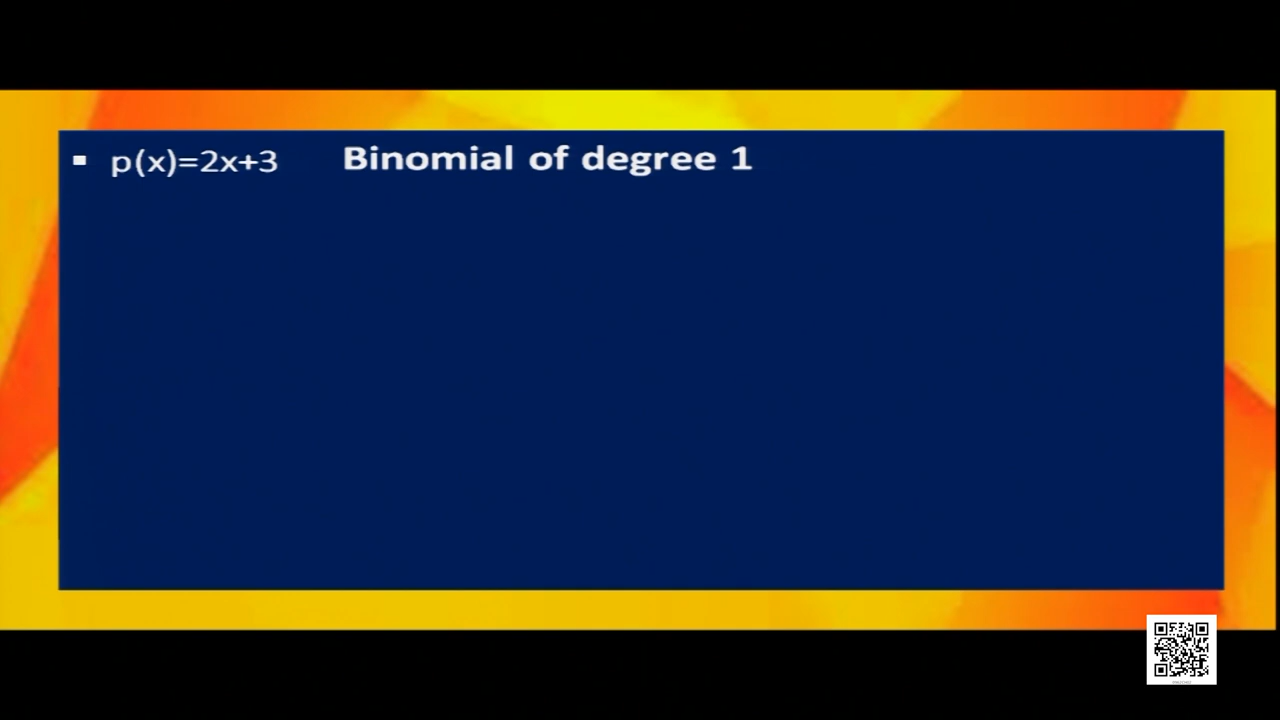 ▪ p(x)=2x+3 Binomial of degree 1